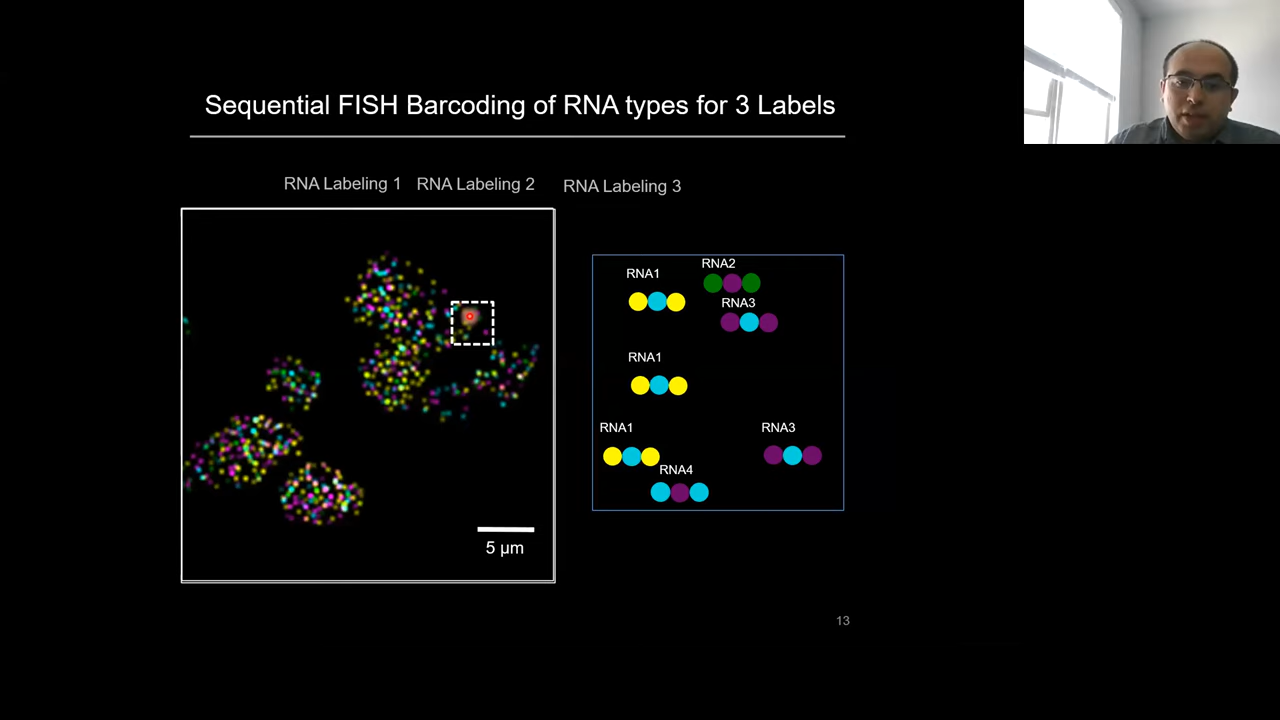 Sequential FISH Barcoding of RNA types for 3 Labels
RNA Labeling 1 RNA Labeling 2 RNA Labeling 3
RNA1
RNA2
RNA3
RNA1
RNA1
RNA3
RNA4
5 μm
13